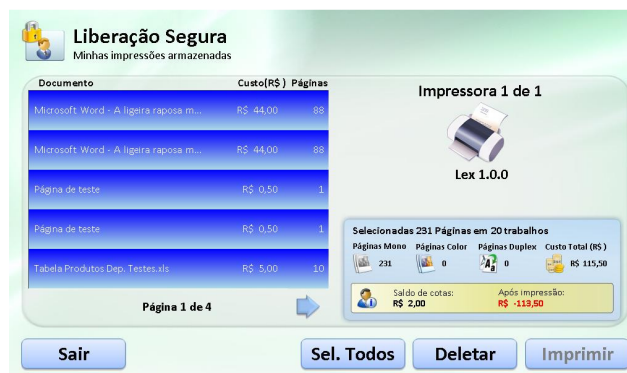 Liberação Segura
Minhas impressões armazenadas
Documento Custo(R$) Páginas
Microsoft Word - A ligeira raposa m... R$ 44,00 88
Microsoft Word - A ligeira raposa m... R$ 44,00 88
Página de teste R$ 0,50 1
Página de teste R$ 0,50 1
Tabela Produtos Dep. Testes.xls R$ 5,00 10
Página 1 de 4
Impressora 1 de 1
Lex 1.0.0
Selecionadas 231 Páginas em 20 trabalhos
Páginas Mono Páginas Color Páginas Duplex Custo Total (R$)
231 0 0 R$ 115,50
Saldo de cotas: Após impressão:
R$ 2,00 R$ -113,50
Sair Sel. Todos Deletar Imprimir